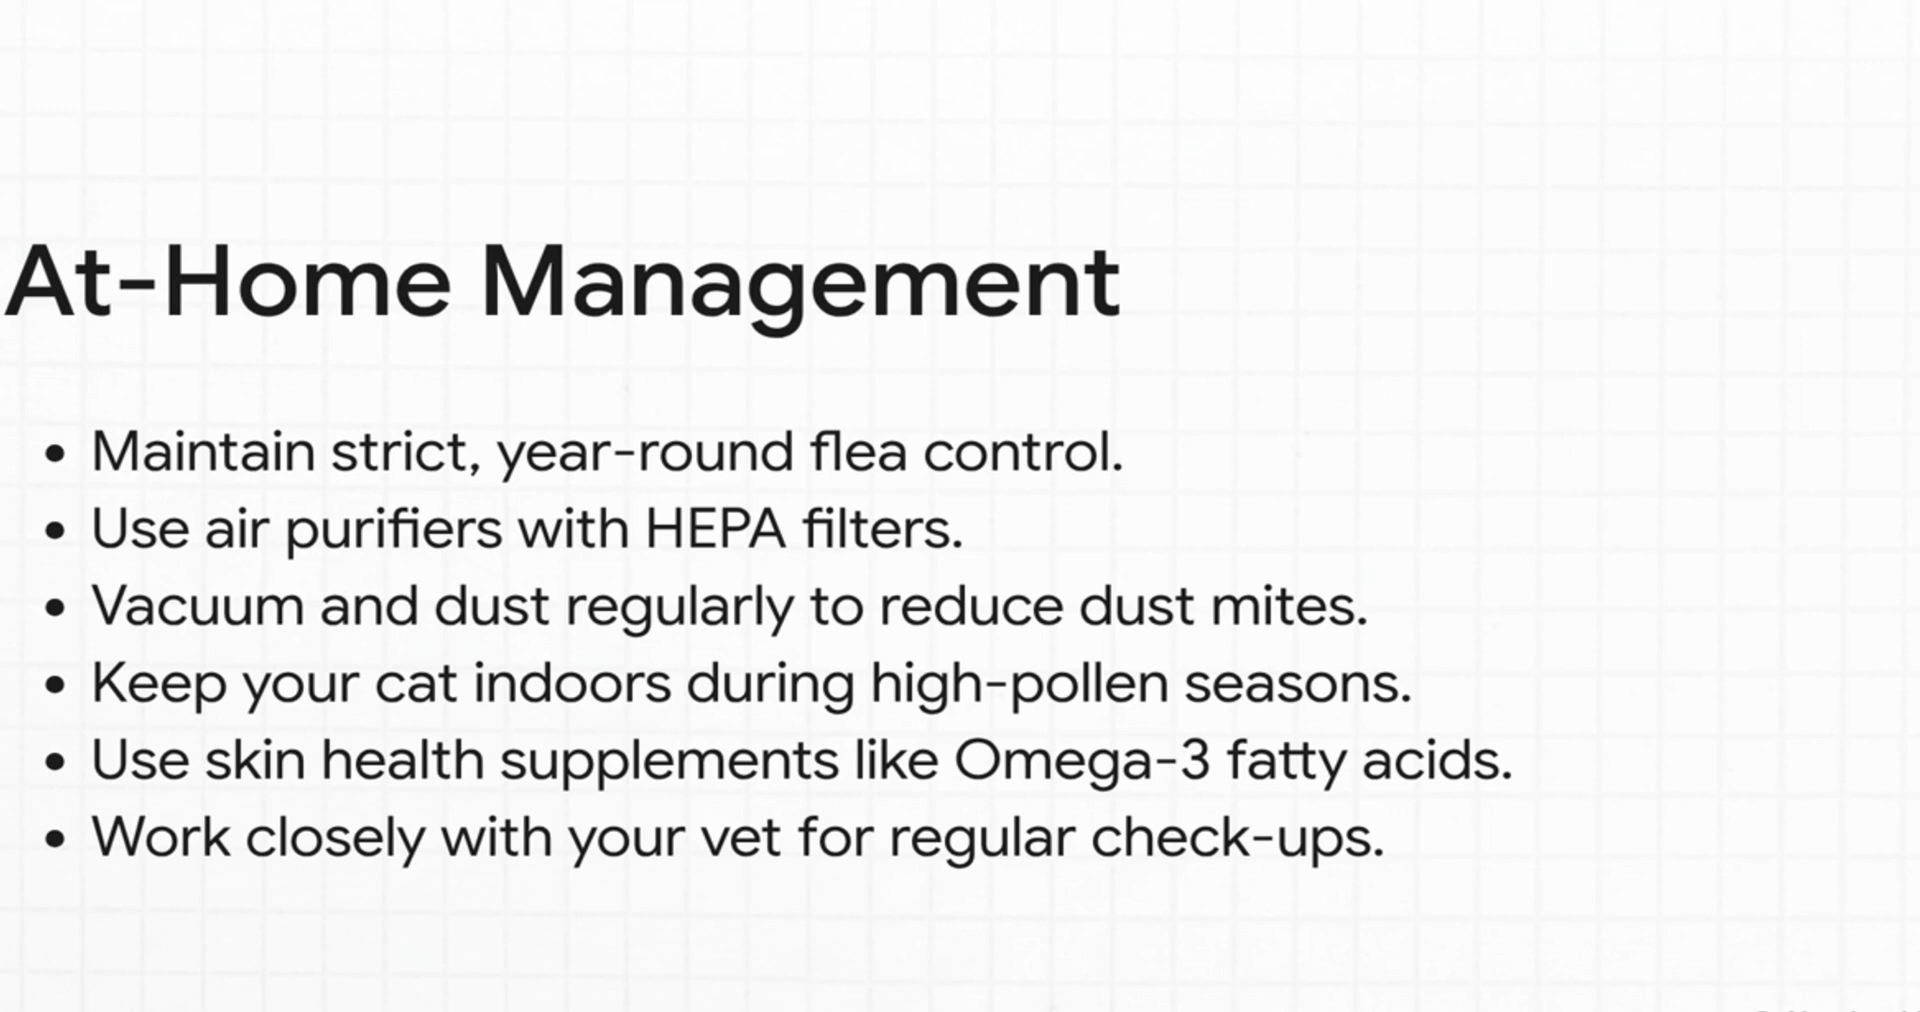 At-Home Management
• Maintain strict, year-round flea control.
• Use air purifiers with HEPA filters.
• Vacuum and dust regularly to reduce dust mites.
• Keep your cat indoors during high-pollen seasons.
• Use skin health supplements like Omega-3 fatty acids.
• Work closely with your vet for regular check-ups.